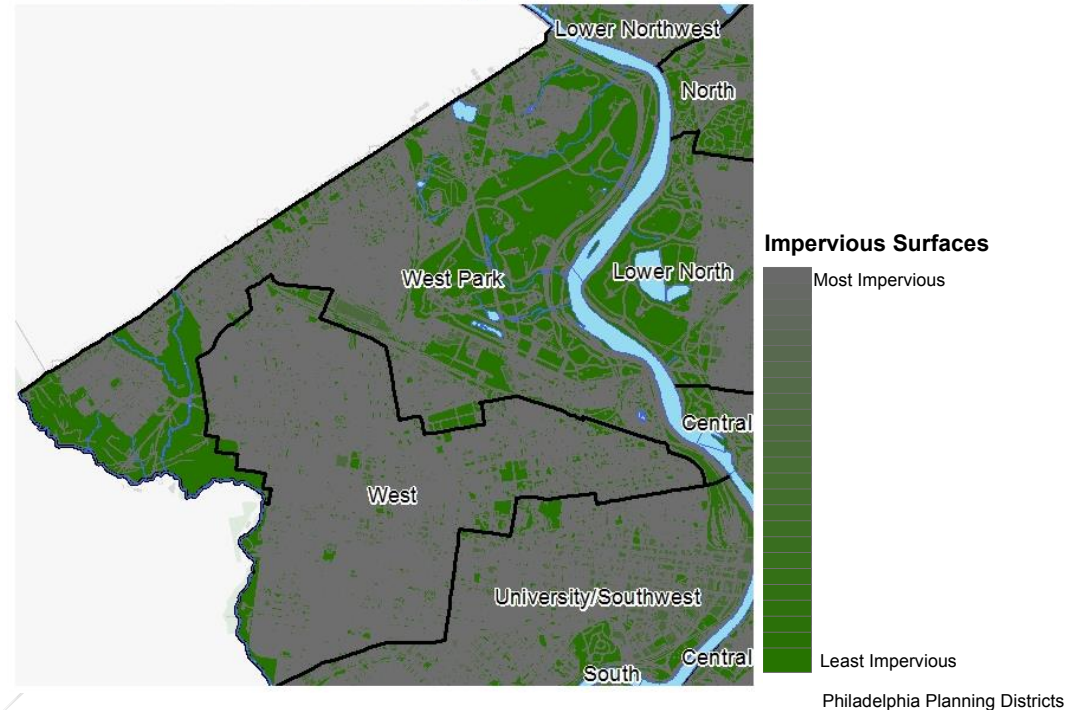 Lower Northwest
North
West Park
Lower North
Central
West
University/Southwest
Central
South
Impervious Surfaces
Most Impervious
Least Impervious
Philadelphia Planning Districts